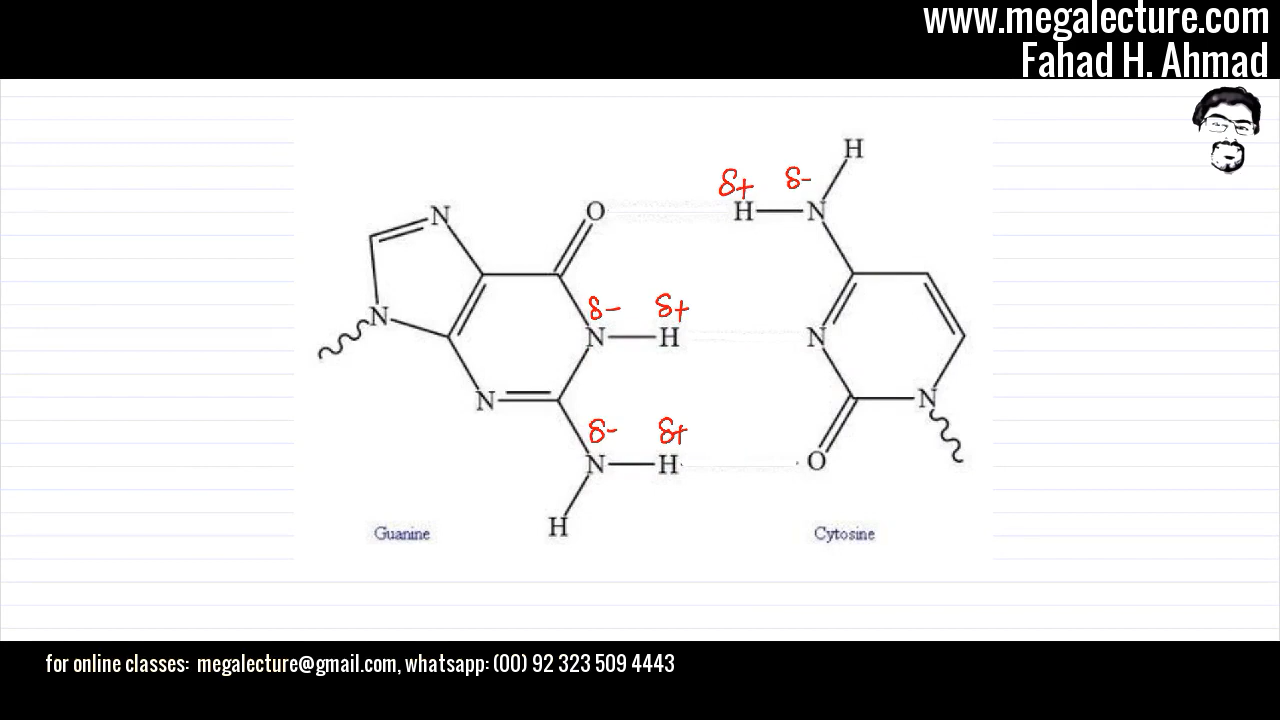 www.megalecture.com
Fahad H. Ahmad
H
δ+ δ-
N O H N
δ- δ+
N N H N
δ- δ+
N N
N H O
H
Guanine Cytosine
for online classes: megalecture@gmail.com, whatsapp: (00) 92 323 509 4443